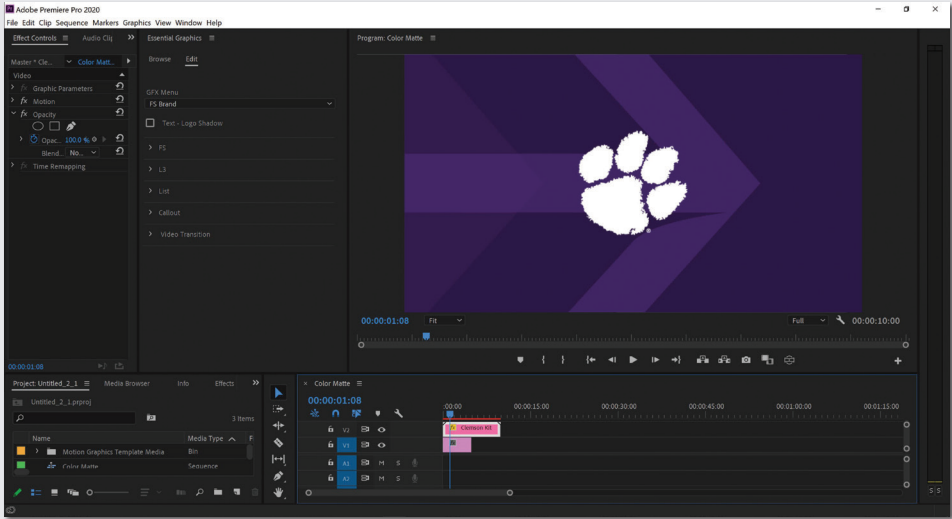 Adobe Premiere Pro 2020
File Edit Clip Sequence Markers Graphics View Window Help
Effect Controls
Audio Clip
Essential Graphics
Program: Color Matte
Master * Cle...
Color Matt...
Browse
Edit
Video
Graphic Parameters
fx Motion
fx Opacity
Opac... 100.0 %
Blend... No...
Time Remapping
GFX Menu
FS Brand
Text - Logo Shadow
FS
L3
List
Callout
Video Transition
00:00:01:08
Fit
Full
00:00:10:00
00:00:01:08
Project: Untitled_2_1
Media Browser
Info
Effects
Untitled_2_1.prproj
3 Items
Name
Media Type
F
Motion Graphics Template Media
Bin
Color Matte
Sequence
Color Matte
00:00:01:08
:00:00
00:00:15:00
00:00:30:00
00:00:45:00
00:01:00:00
00:01:15:00
V2
Clemson Kit
V1
A1 M S
A2 M S
S S